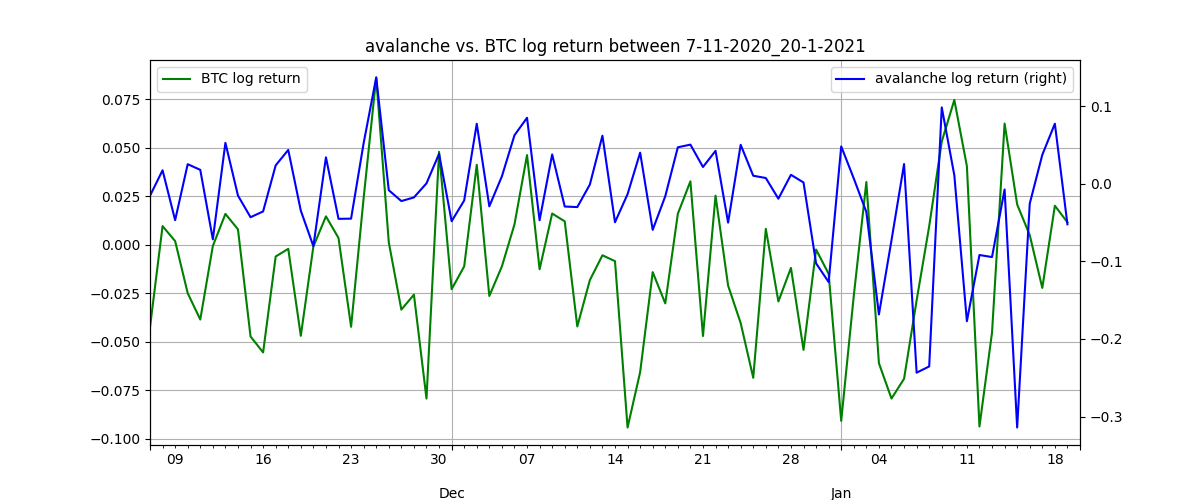 avalanche vs. BTC log return between 7-11-2020_20-1-2021
BTC log return
avalanche log return (right)
0.075
0.050
0.025
0.000
−0.025
−0.050
−0.075
−0.100
0.1
0.0
−0.1
−0.2
−0.3
09 16 23 30 07 14 21 28 04 11 18
Dec Jan